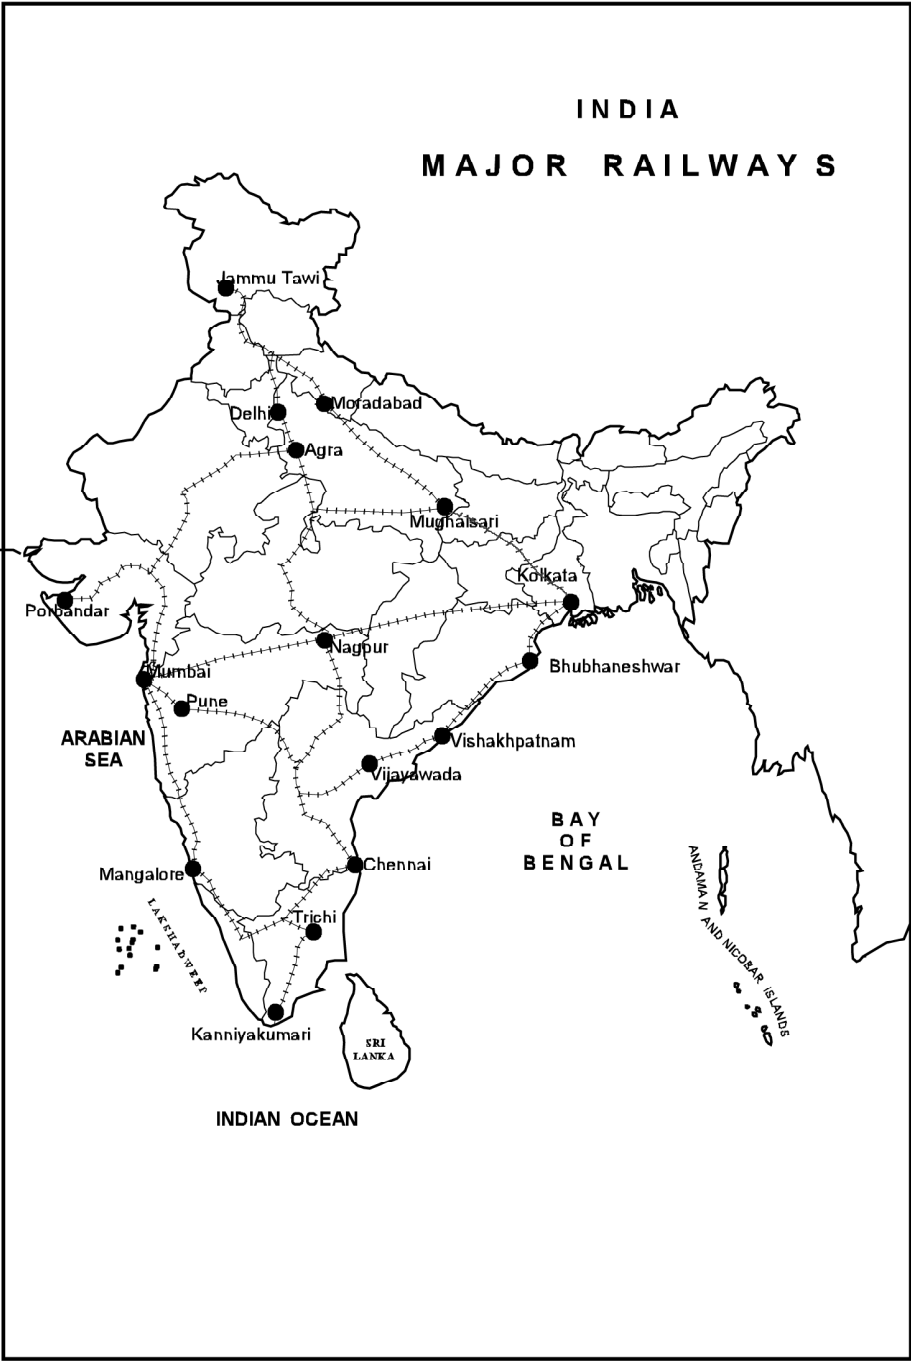 INDIA
MAJOR RAILWAYS
Jammu Tawi
Moradabad
Delhi
Agra
Mughalsari
Kolkata
Porbandar
Nagpur
Bhubhaneshwar
Mumbai
Pune
ARABIAN
SEA
Vishakhpatnam
Vijayawada
BAY
OF
BENGAL
Chennai
Mangalore
ANDAMAN AND NICOBAR ISLANDS
LAKSHADWEEP
Trichi
Kanniyakumari
SRI
LANKA
INDIAN OCEAN